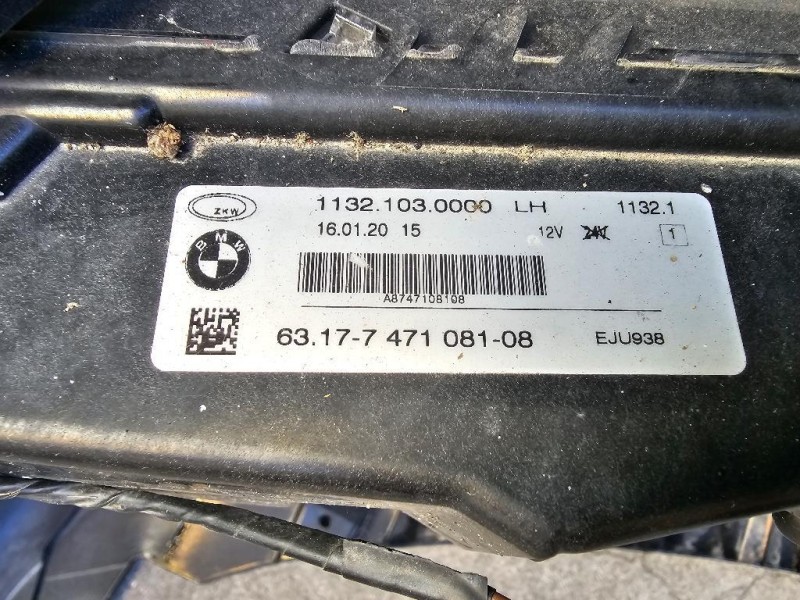 ZKW 1132.103.0000 LH 1132.1
16.01.20 15 12V 24V 1
BMW
A8747108108
63.17-7 471 081-08 EJU938